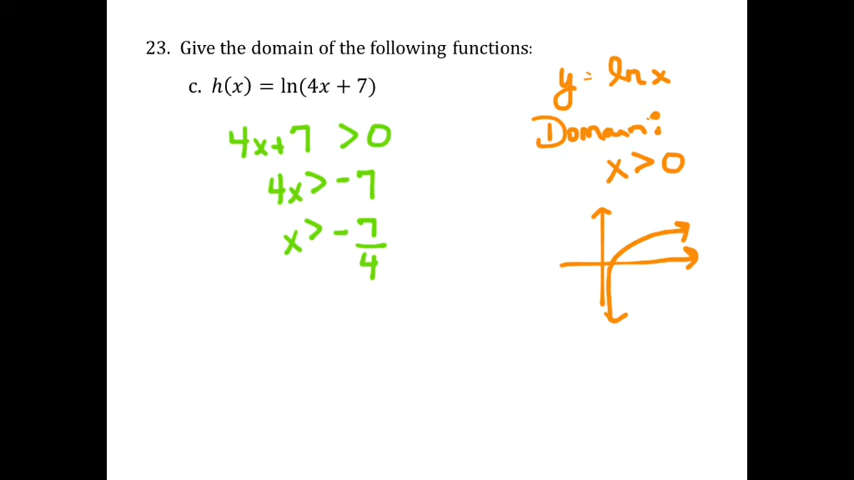 23. Give the domain of the following functions:
c. h(x) = ln(4x + 7)
4x+7 >0
4x> -7
x> - 7/4
y = ln x
Domain:
x>0